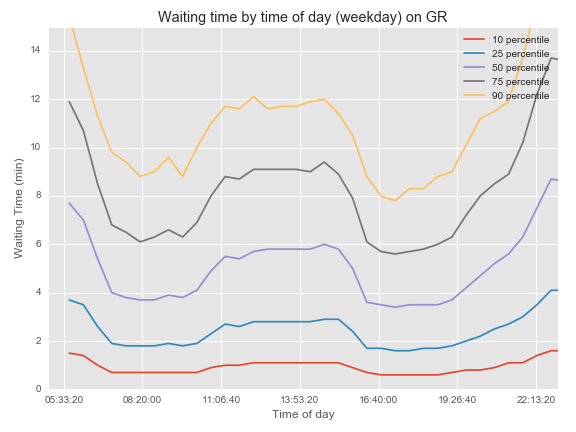 Waiting time by time of day (weekday) on GR
10 percentile
25 percentile
50 percentile
75 percentile
90 percentile
14
12
10
8
6
4
2
0
Waiting Time (min)
05:33:20 08:20:00 11:06:40 13:53:20 16:40:00 19:26:40 22:13:20
Time of day